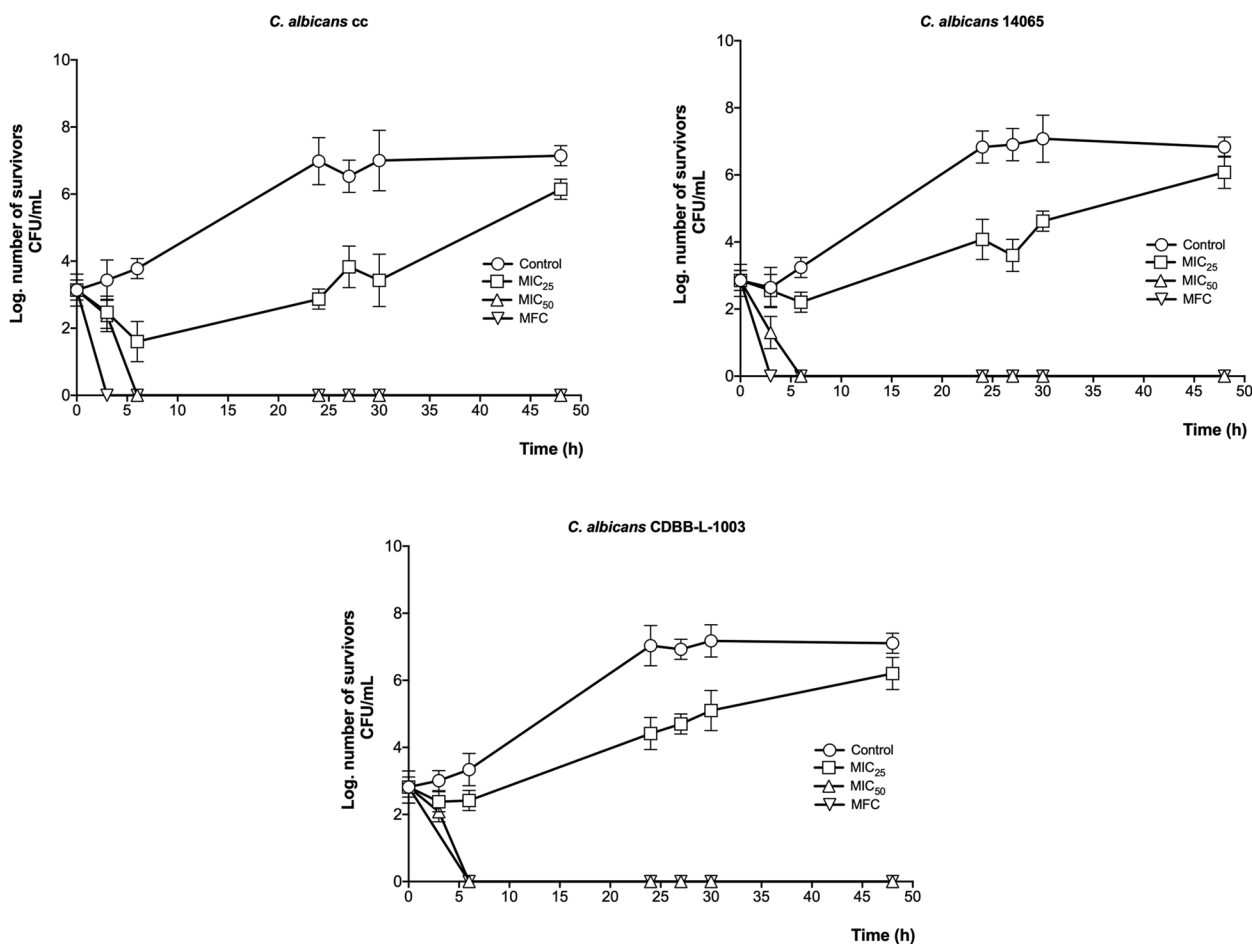 C. albicans cc
10
8
6
4
2
0
Log. number of survivors
CFU/mL
Control
MIC25
MIC50
MFC
0 5 10 15 20 25 30 35 40 45 50
Time (h)
C. albicans 14065
10
8
6
4
2
0
Log. number of survivors
CFU/mL
Control
MIC25
MIC50
MFC
0 5 10 15 20 25 30 35 40 45 50
Time (h)
C. albicans CDBB-L-1003
10
8
6
4
2
0
Log. number of survivors
CFU/mL
Control
MIC25
MIC50
MFC
0 5 10 15 20 25 30 35 40 45 50
Time (h)